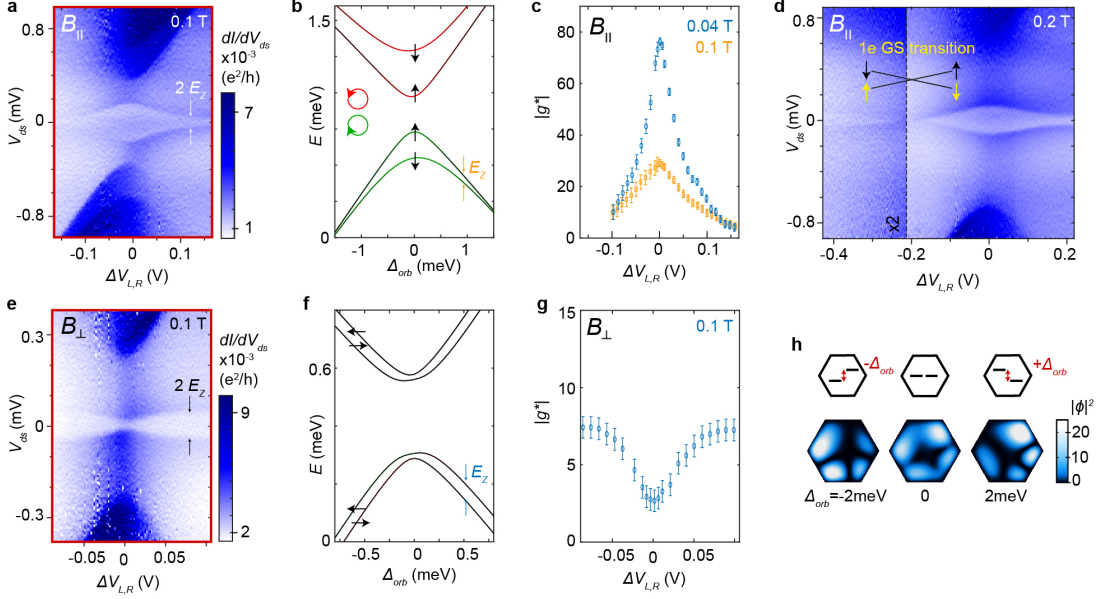 a
B||
0.1 T
dI/dVds
x10⁻³
(e²/h)
7
1
2 EZ
0.8
0
-0.8
Vds (mV)
-0.1
0
0.1
ΔVL,R (V)
b
1.5
0
E (meV)
EZ
-1
0
1
Δorb (meV)
c
B||
0.04 T
0.1 T
80
60
40
20
0
|g*|
-0.1
0
0.1
ΔVL,R (V)
d
B||
0.2 T
1e GS transition
x2
0.8
0
-0.8
Vds (mV)
-0.4
-0.2
0
0.2
ΔVL,R (V)
e
B⊥
0.1 T
dI/dVds
x10⁻³
(e²/h)
9
2
2 EZ
0.3
0
-0.3
Vds (mV)
-0.05
0
0.05
ΔVL,R (V)
f
0.6
0
E (meV)
EZ
-0.5
0
0.5
Δorb (meV)
g
B⊥
0.1 T
15
10
5
0
|g*|
-0.05
0
0.05
ΔVL,R (V)
h
-Δorb
+Δorb
|ϕ|²
20
10
0
Δorb=-2meV
0
2meV